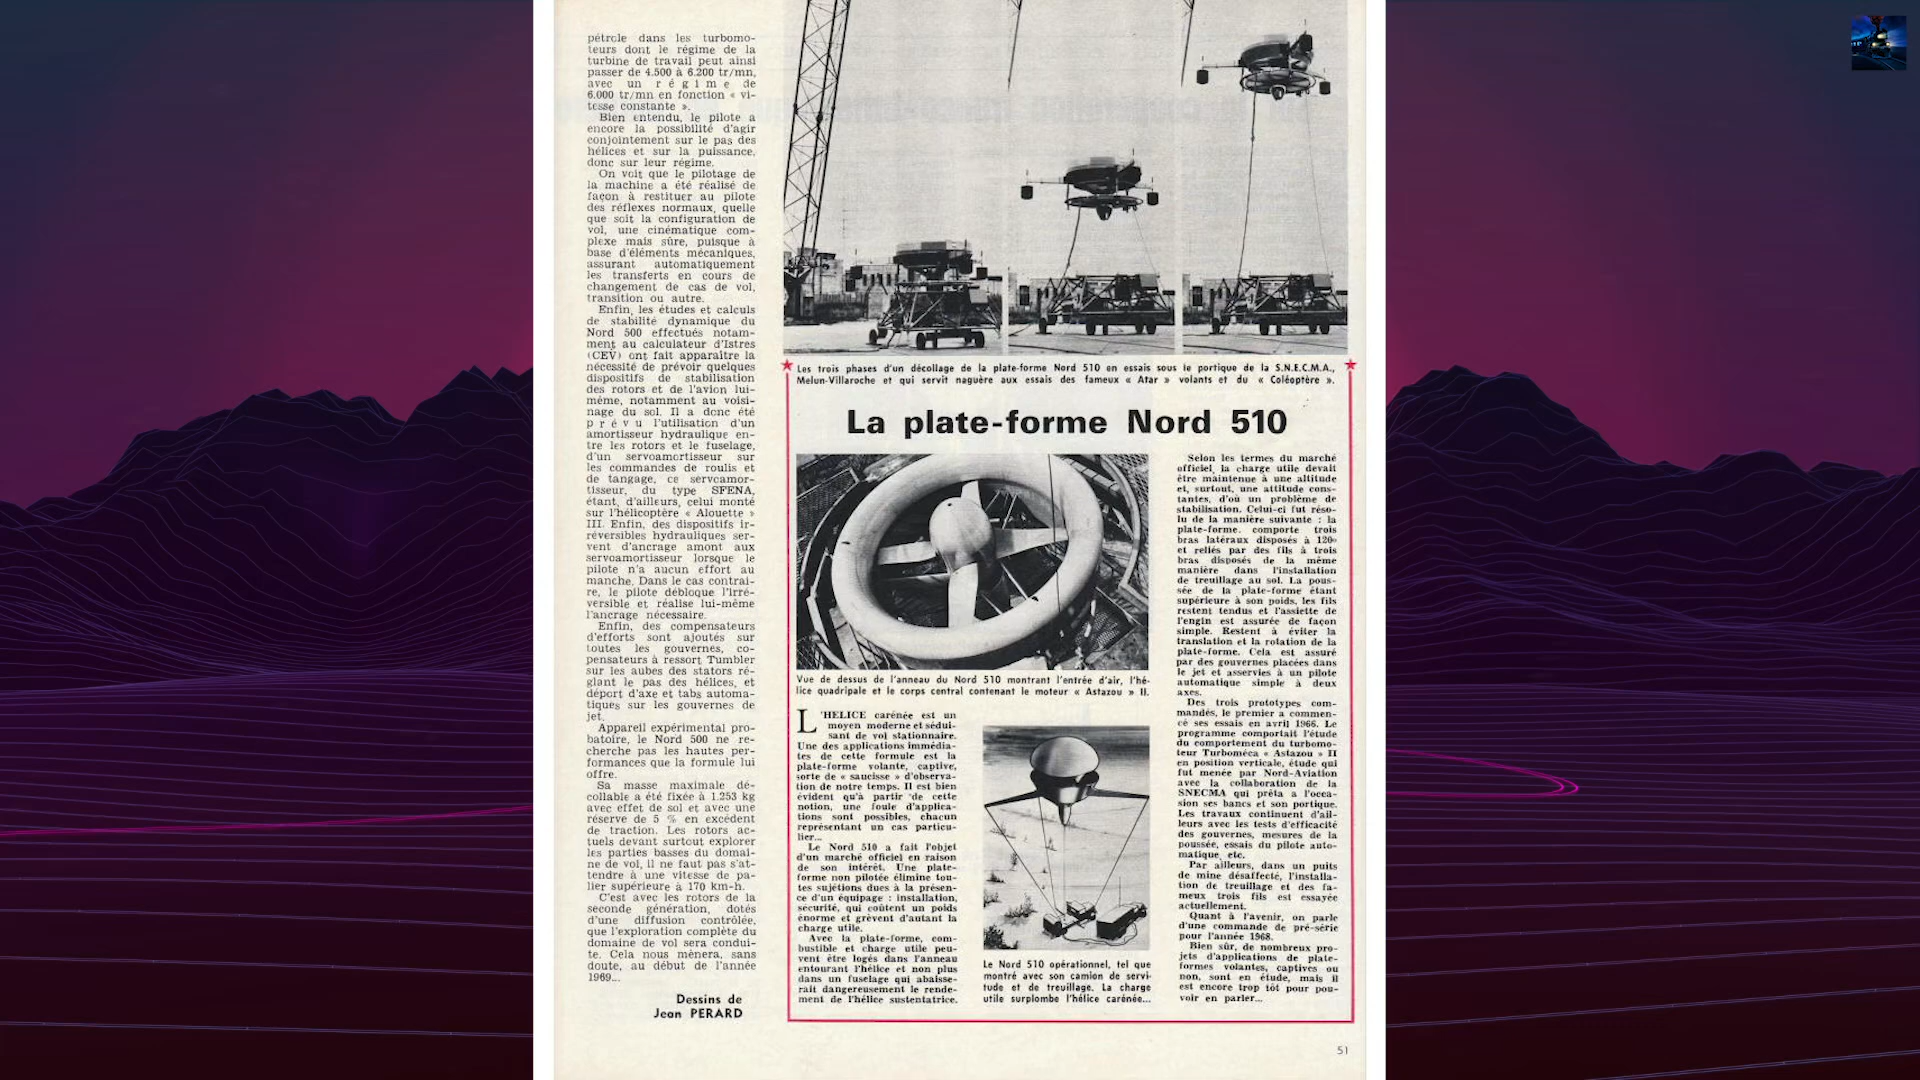 pétrole dans les turbomo-
teurs dont le régime de la
turbine de travail peut ainsi
passer de 4.500 à 6.200 tr/mn,
avec un régime de
6.000 tr/mn en fonction « vi-
tesse constante ».
Bien entendu, le pilote a
encore la possibilité d'agir
conjointement sur le pas des
hélices et sur la puissance,
donc sur leur régime.
On voit que le pilotage de
la machine a été réalisé de
façon à restituer au pilote
des réflexes normaux, quelle
que soit la configuration de
vol, une cinématique com-
plexe mais sûre, puisque à
base d'éléments mécaniques,
assurant automatiquement
les transferts en cours de
changement de cas de vol,
transition ou autre.
Enfin, les études et calculs
de stabilité dynamique du
Nord 500 effectués notam-
ment au calculateur d'Istres
(CEV) ont fait apparaître la
nécessité de prévoir quelques
dispositifs de stabilisation
des rotors et de l'avion lui-
même, notamment au voisi-
nage du sol. Il a donc été
prévu l'utilisation d'un
amortisseur hydraulique en-
tre les rotors et le fuselage,
d'un servoamortisseur sur
les commandes de roulis et
de tangage, ce servcamor-
tisseur, du type SFENA,
étant, d'ailleurs, celui monté
sur l'hélicoptère « Alouette »
III. Enfin, des dispositifs ir-
réversibles hydrauliques ser-
vent d'ancrage amont aux
servoamortisseur lorsque le
pilote n'a aucun effort au
manche. Dans le cas contrai-
re, le pilote débloque l'irré-
versible et réalise lui-même
l'ancrage nécessaire.
Enfin, des compensateurs
d'efforts sont ajoutés sur
toutes les gouvernes, co-
pensateurs à ressort Tumbler
sur les aubes des stators ré-
glant le pas des hélices, et
déport d'axe et tabs automa-
tiques sur les gouvernes de
jet.
Appareil expérimental pro-
batoire, le Nord 500 ne re-
cherche pas les hautes per-
formances que la formule lui
offre.
Sa masse maximale dé-
collable a été fixée à 1.253 kg
avec effet de sol et avec une
réserve de 5 % en excédent
de traction. Les rotors ac-
tuels devant surtout explorer
les parties basses du domai-
ne de vol, il ne faut pas s'at-
tendre à une vitesse de pa-
lier supérieure à 170 km-h.
C'est avec les rotors de la
seconde génération, dotés
d'une diffusion contrôlée,
que l'exploration complète du
domaine de vol sera condui-
te. Cela nous mènera, sans
doute, au début de l'année
1969...
Dessins de
Jean PERARD
Les trois phases d'un décollage de la plate-forme Nord 510 en essais sous le portique de la S.N.E.C.M.A.,
Melun-Villaroche et qui servit naguère aux essais des fameux « Atar » volants et du « Coléoptère ».
La plate-forme Nord 510
Vue de dessus de l'anneau du Nord 510 montrant l'entrée d'air, l'hé-
lice quadripale et le corps central contenant le moteur « Astazou » II.
L'HELICE carénée est un
moyen moderne et sédui-
sant de vol stationnaire.
Une des applications immédia-
tes de cette formule est la
plate-forme volante, captive,
sorte de « saucisse » d'observa-
tion de notre temps. Il est bien
évident qu'à partir de cette
notion, une foule d'applica-
tions sont possibles, chacun
représentant un cas particu-
lier...
Le Nord 510 a fait l'objet
d'un marché officiel en raison
de son intérêt. Une plate-
forme non pilotée élimine tou-
tes sujétions dues à la présen-
ce d'un équipage : installation,
sécurité, qui coûtent un poids
énorme et grèvent d'autant la
charge utile.
Avec la plate-forme, com-
bustible et charge utile peu-
vent être logés dans l'anneau
entourant l'hélice et non plus
dans un fuselage qui abaisse-
rait dangereusement le rende-
ment de l'hélice sustentatrice.
Le Nord 510 opérationnel, tel que
montré avec son camion de servi-
tude et de treuillage. La charge
utile surplombe l'hélice carénée...
Selon les termes du marché
officiel, la charge utile devait
être maintenue à une altitude
et, surtout, une attitude cons-
tantes, d'où un problème de
stabilisation. Celui-ci fut réso-
lu de la manière suivante : la
plate-forme, comporte trois
bras latéraux disposés à 120°
et reliés par des fils à trois
bras disposés de la même
manière dans l'installation
de treuillage au sol. La pous-
sée de la plate-forme étant
supérieure à son poids, les fils
restent tendus et l'assiette de
l'engin est assurée de façon
simple. Restent à éviter la
translation et la rotation de la
plate-forme. Cela est assuré
par des gouvernes placées dans
le jet et asservies à un pilote
automatique simple à deux
axes.
Des trois prototypes com-
mandés, le premier a commen-
cé ses essais en avril 1966. Le
programme comportait l'étude
du comportement du turbomo-
teur Turboméca « Astazou » II
en position verticale, étude qui
fut menée par Nord-Aviation
avec la collaboration de la
SNECMA qui prêta à l'occa-
sion ses bancs et son portique.
Les travaux continuent d'ail-
leurs avec les tests d'efficacité
des gouvernes, mesures de la
poussée, essais du pilote auto-
matique, etc.
Par ailleurs, dans un puits
de mine désaffecté, l'installa-
tion de treuillage et des fa-
meux trois fils est essayée
actuellement.
Quant à l'avenir, on parle
d'une commande de pré-série
pour l'année 1968.
Bien sûr, de nombreux pro-
jets d'applications de plate-
formes volantes, captives ou
non, sont en étude, mais il
est encore trop tôt pour pou-
voir en parler...
51